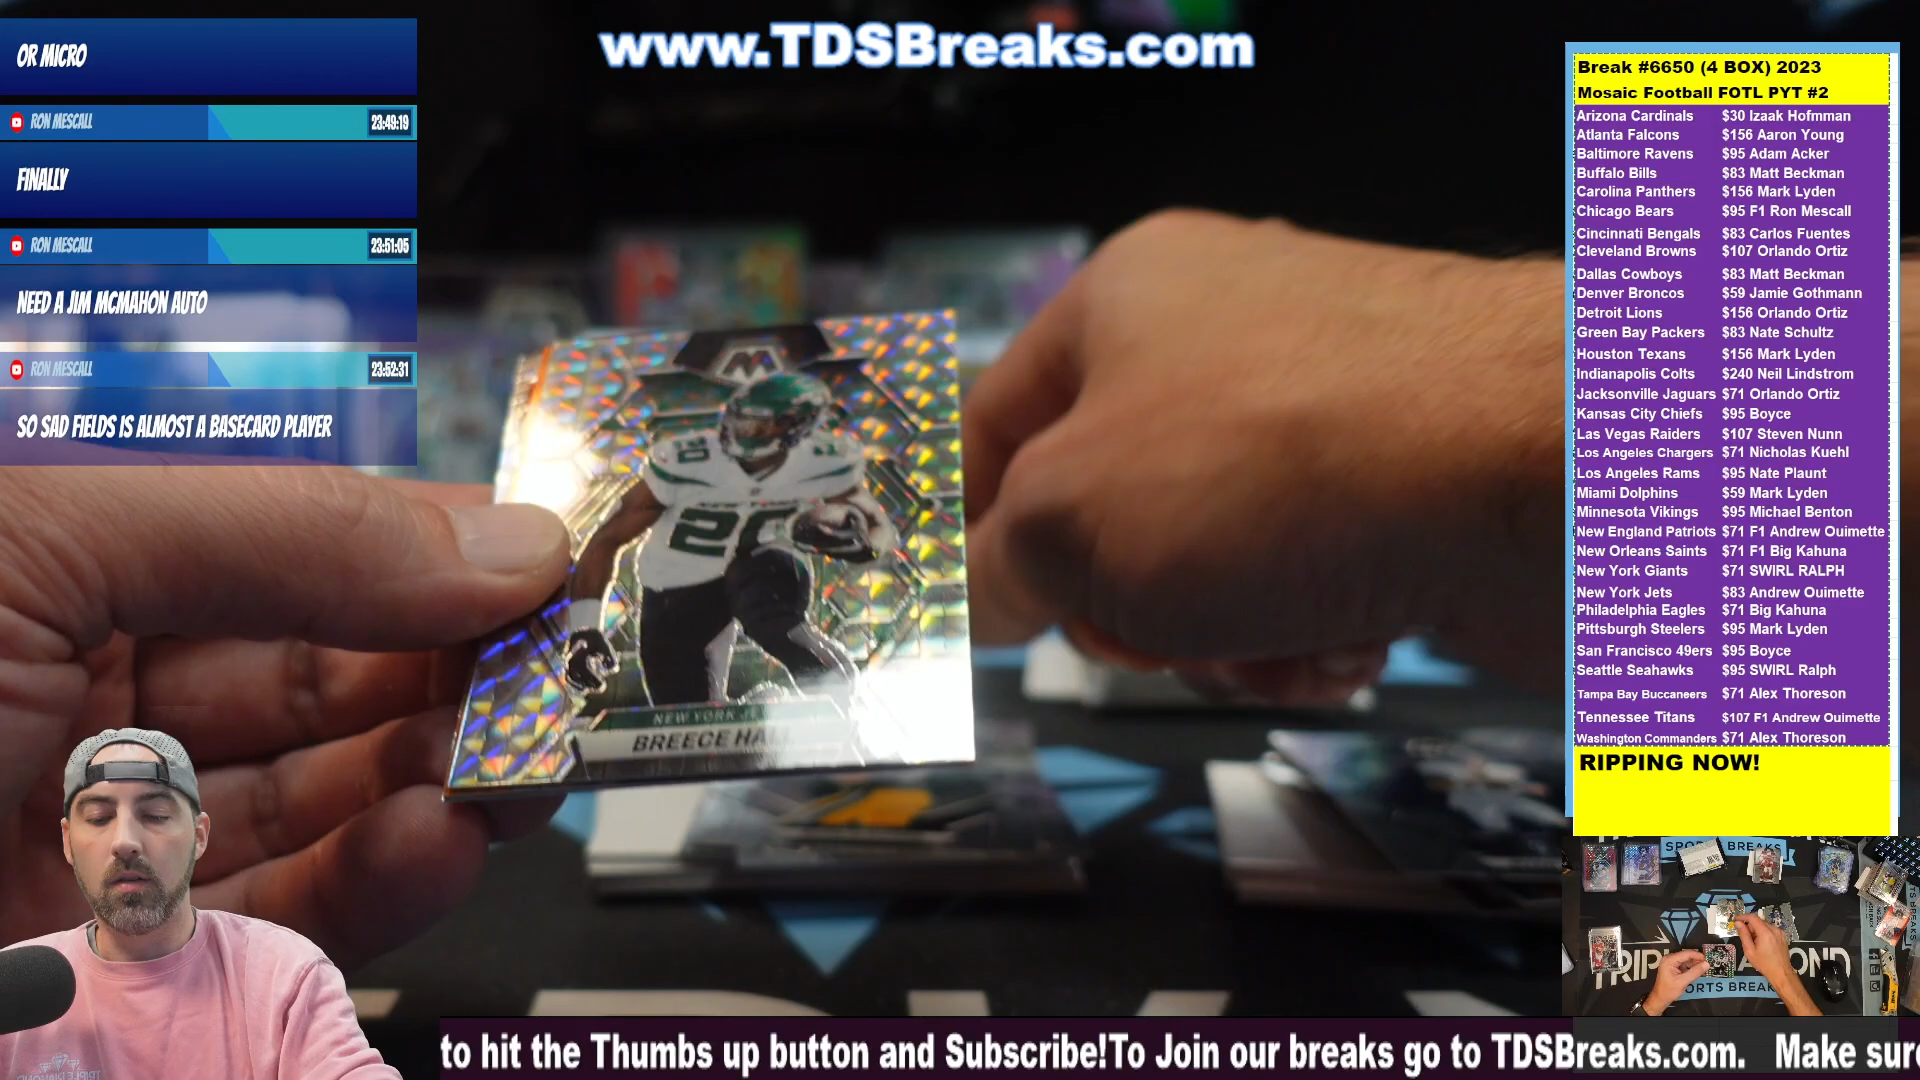 www.TDSBreaks.com
OR MICRO
RON MESCALL 23:49:19
FINALLY
RON MESCALL 23:51:05
NEED A JIM MCMAHON AUTO
RON MESCALL 23:52:31
SO SAD FIELDS IS ALMOST A BASECARD PLAYER
20
20
NEW YORK JE
BREECE HALL
Break #6650 (4 BOX) 2023
Mosaic Football FOTL PYT #2
Arizona Cardinals $30 Izaak Hofmman
Atlanta Falcons $156 Aaron Young
Baltimore Ravens $95 Adam Acker
Buffalo Bills $83 Matt Beckman
Carolina Panthers $156 Mark Lyden
Chicago Bears $95 F1 Ron Mescall
Cincinnati Bengals $83 Carlos Fuentes
Cleveland Browns $107 Orlando Ortiz
Dallas Cowboys $83 Matt Beckman
Denver Broncos $59 Jamie Gothmann
Detroit Lions $156 Orlando Ortiz
Green Bay Packers $83 Nate Schultz
Houston Texans $156 Mark Lyden
Indianapolis Colts $240 Neil Lindstrom
Jacksonville Jaguars $71 Orlando Ortiz
Kansas City Chiefs $95 Boyce
Las Vegas Raiders $107 Steven Nunn
Los Angeles Chargers $71 Nicholas Kuehl
Los Angeles Rams $95 Nate Plaunt
Miami Dolphins $59 Mark Lyden
Minnesota Vikings $95 Michael Benton
New England Patriots $71 F1 Andrew Ouimette
New Orleans Saints $71 F1 Big Kahuna
New York Giants $71 SWIRL RALPH
New York Jets $83 Andrew Ouimette
Philadelphia Eagles $71 Big Kahuna
Pittsburgh Steelers $95 Mark Lyden
San Francisco 49ers $95 Boyce
Seattle Seahawks $95 SWIRL Ralph
Tampa Bay Buccaneers $71 Alex Thoreson
Tennessee Titans $107 F1 Andrew Ouimette
Washington Commanders $71 Alex Thoreson
RIPPING NOW!
SPORTS BREAKS
TRIPLE DIAMOND
SPORTS BREAKS
to hit the Thumbs up button and Subscribe!To Join our breaks go to TDSBreaks.com. Make sure